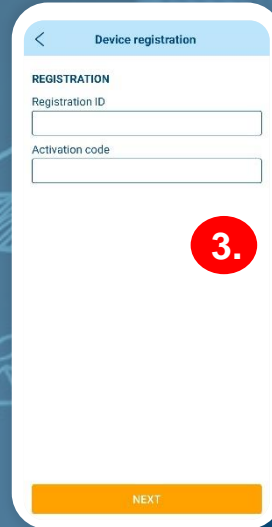 Device registration
REGISTRATION
Registration ID
Activation code
3.
NEXT